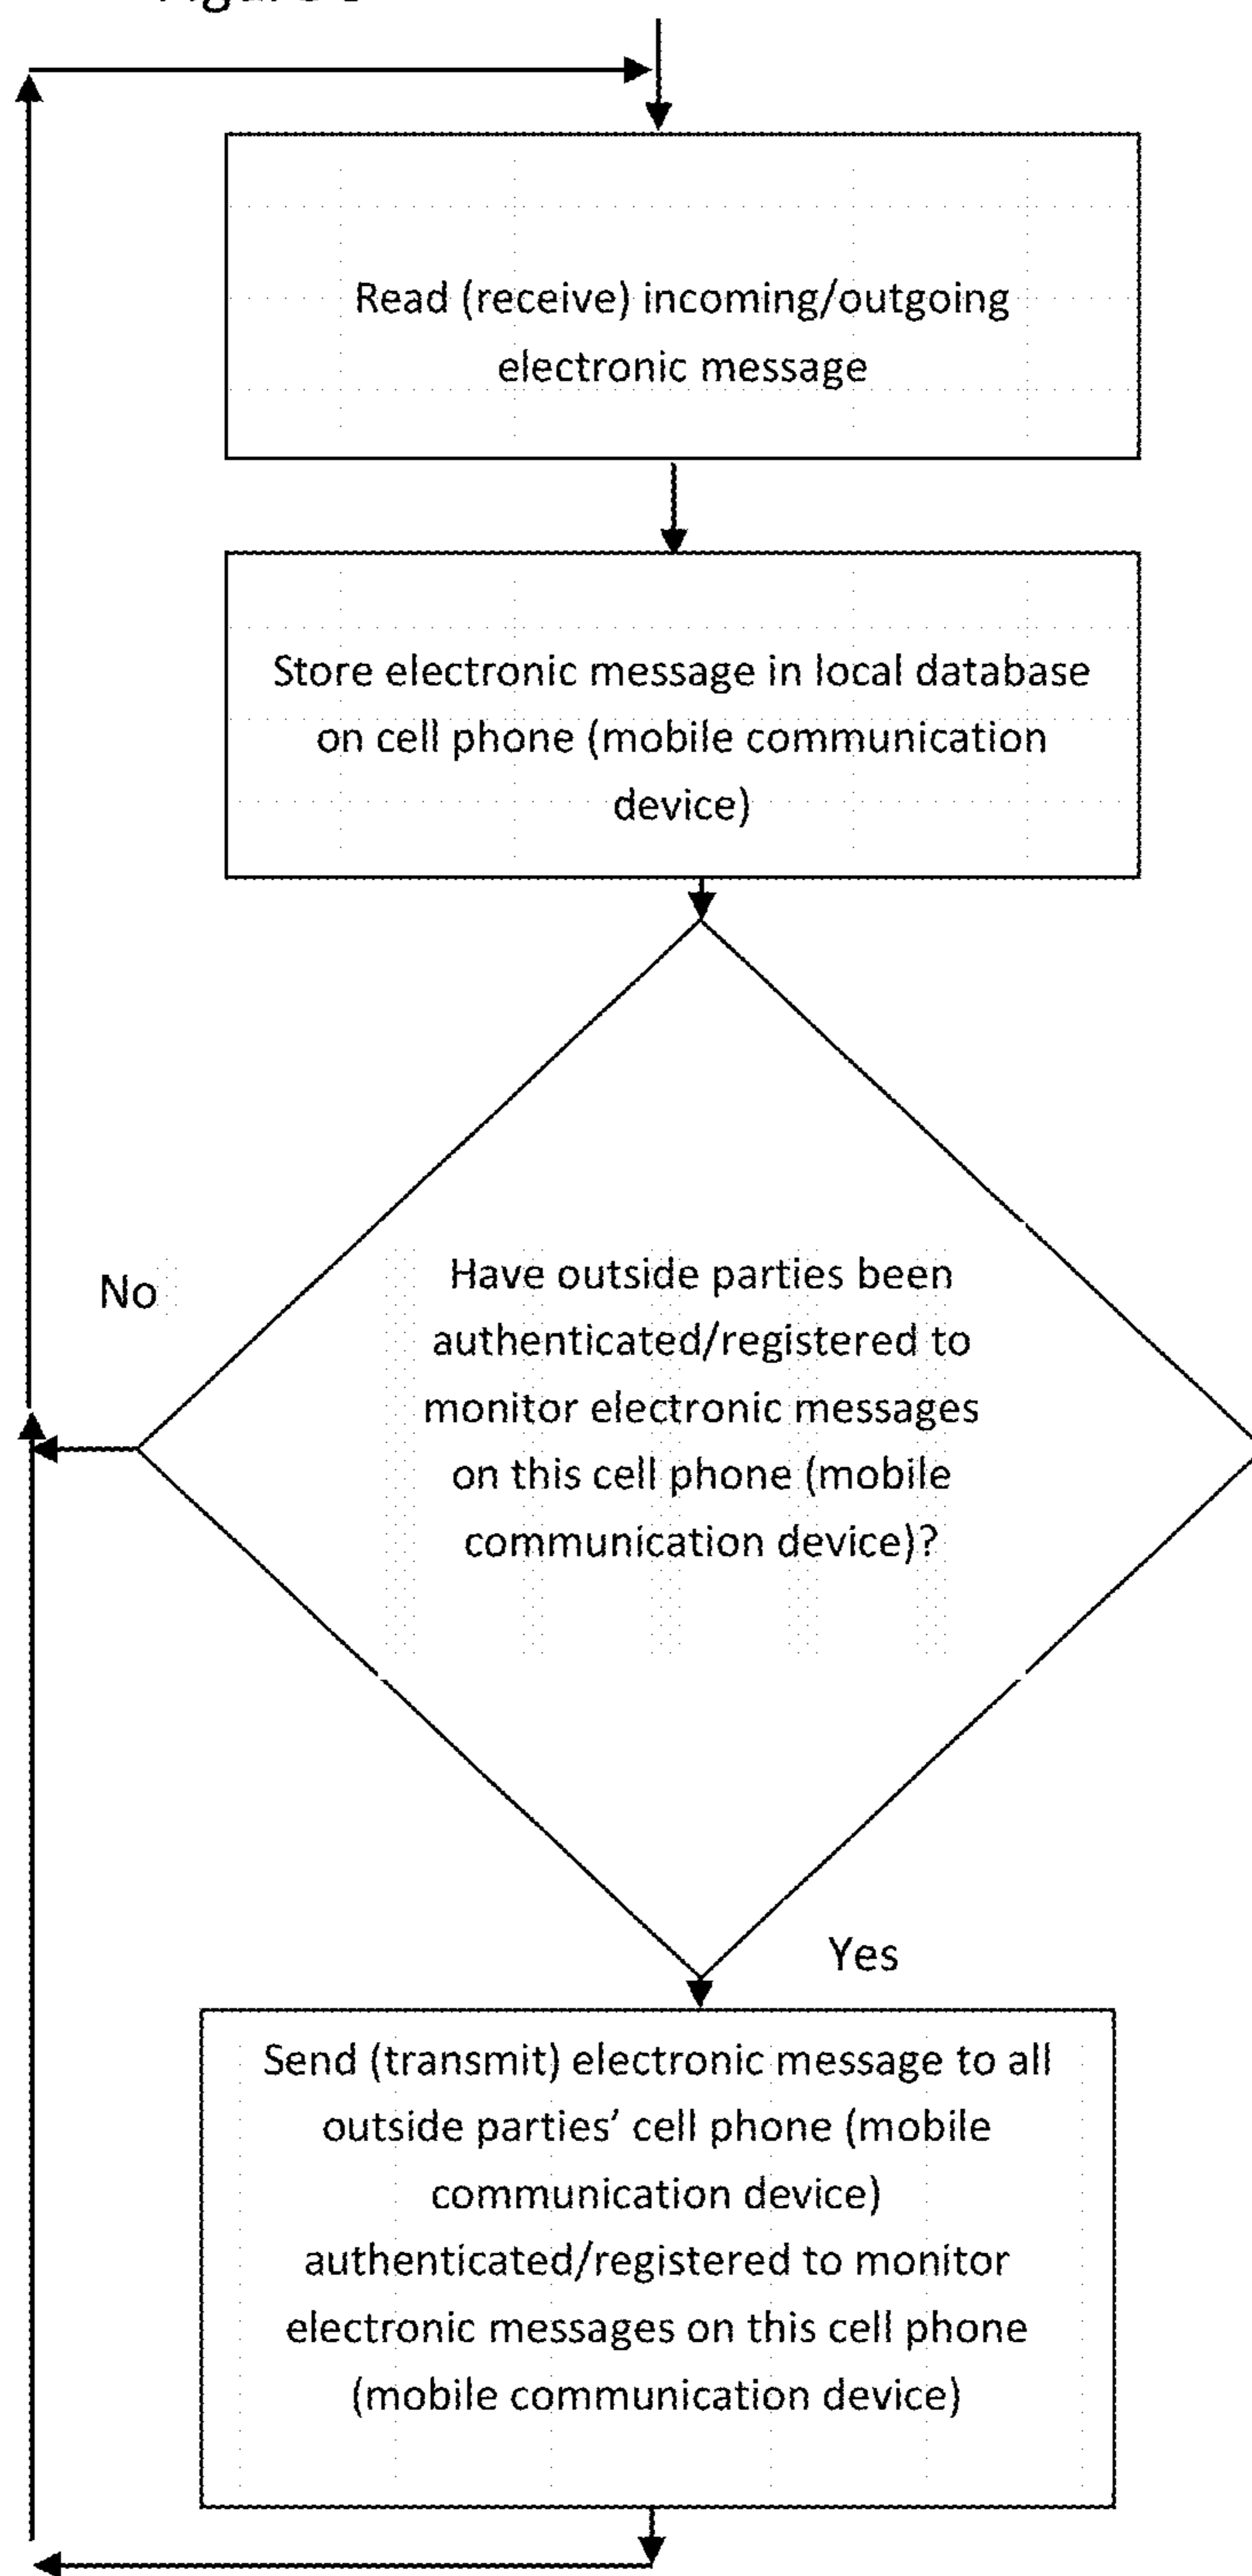 Read (receive) incoming/outgoing
electronic message
Store electronic message in local database
on cell phone (mobile communication
device)
No
Have outside parties been
authenticated/registered to
monitor electronic messages
on this cell phone (mobile
communication device)?
Yes
Send (transmit) electronic message to all
outside parties’ cell phone (mobile
communication device)
authenticated/registered to monitor
electronic messages on this cell phone
(mobile communication device)